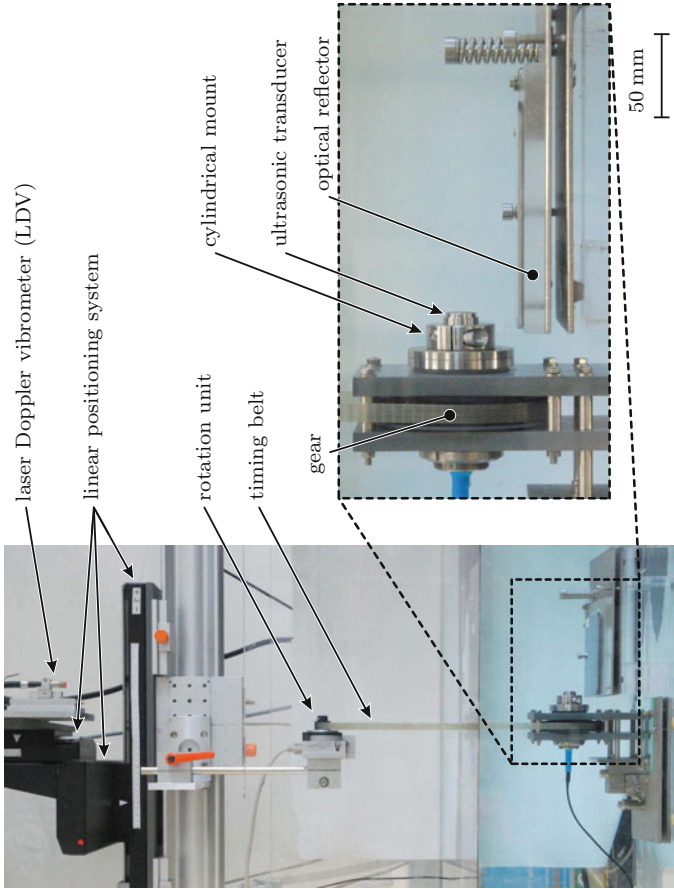 laser Doppler vibrometer (LDV)
linear positioning system
rotation unit
timing belt
cylindrical mount
ultrasonic transducer
optical reflector
gear
50 mm